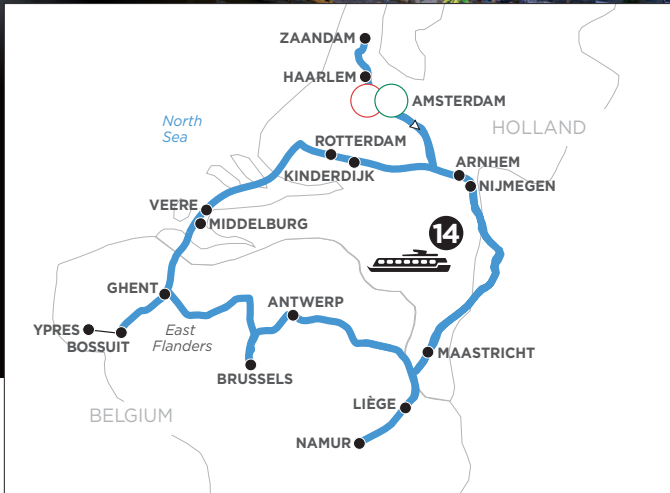 ZAANDAM
HAARLEM
AMSTERDAM
North
Sea
HOLLAND
ROTTERDAM
KINDERDIJK
ARNHEM
NIJMEGEN
VEERE
MIDDELBURG
14
GHENT
ANTWERP
YPRES
BOSSUIT
East
Flanders
BRUSSELS
MAASTRICHT
LIÈGE
BELGIUM
NAMUR